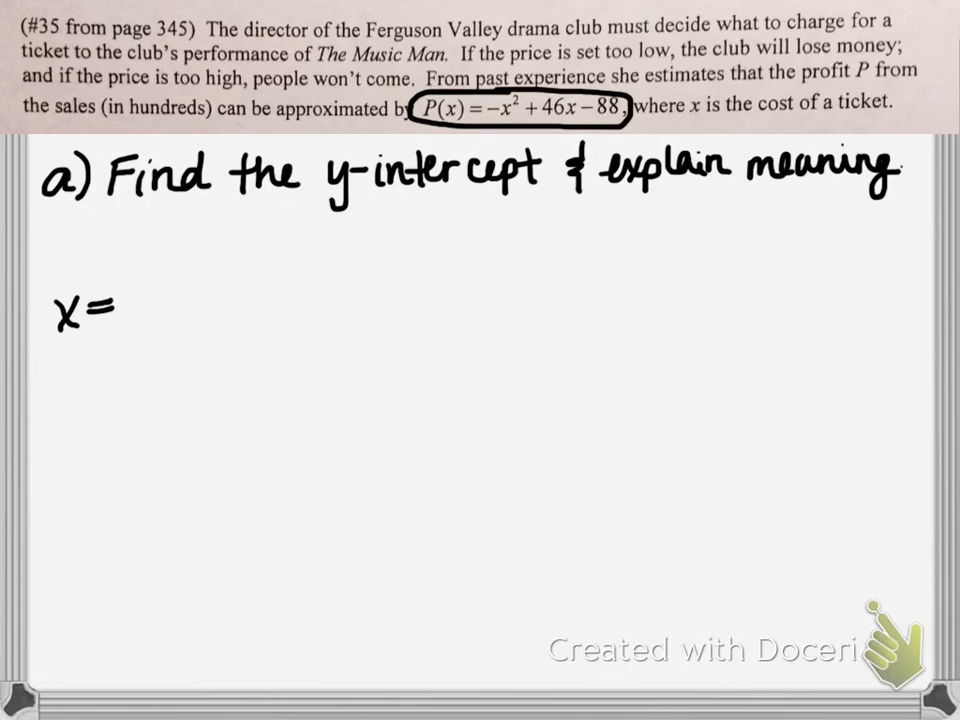 (#35 from page 345) The director of the Ferguson Valley drama club must decide what to charge for a
ticket to the club's performance of The Music Man. If the price is set too low, the club will lose money;
and if the price is too high, people won't come. From past experience she estimates that the profit P from
the sales (in hundreds) can be approximated by P(x) = −x² + 46x − 88, where x is the cost of a ticket.
a) Find the y-intercept & explain meaning.
x=
Created with Doceri